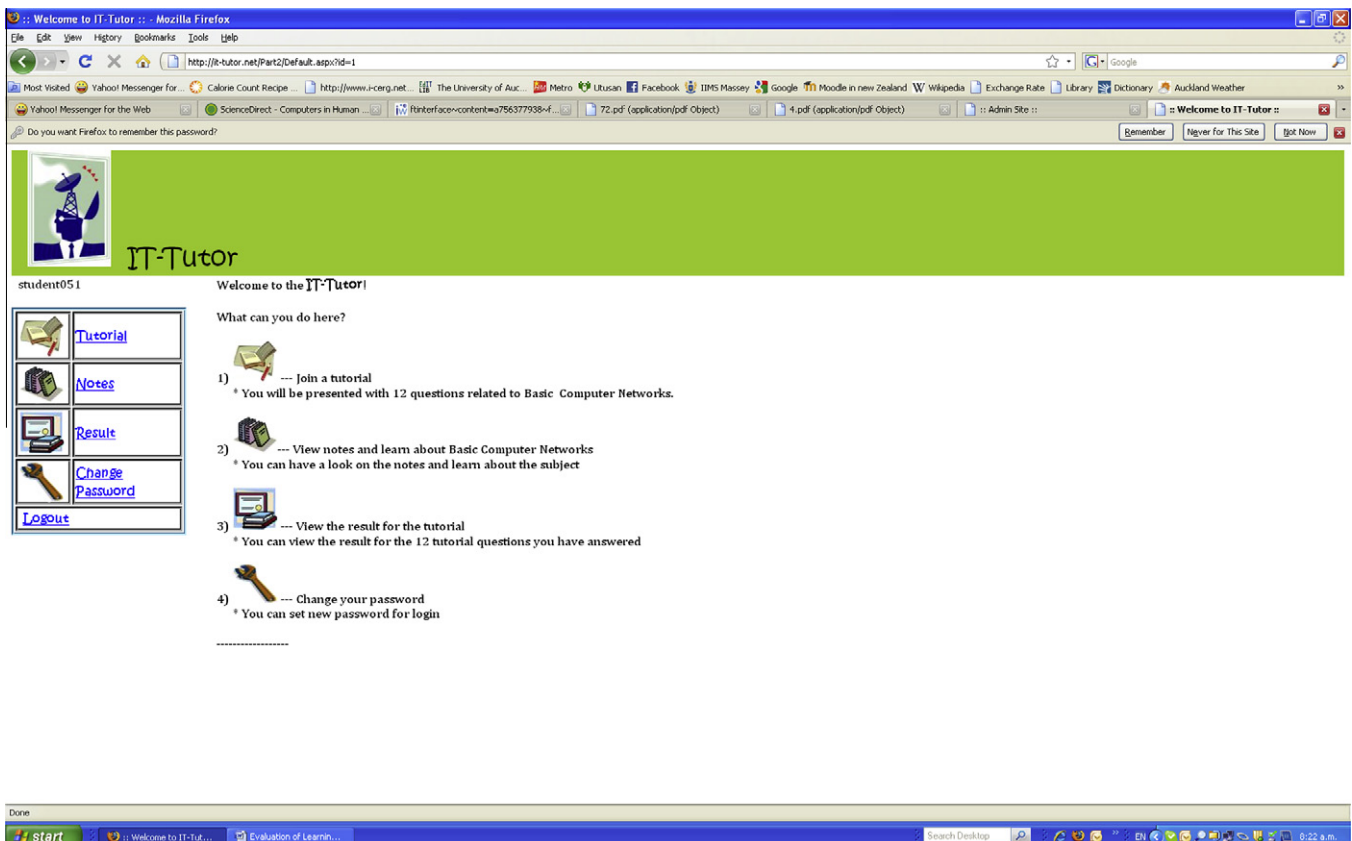 :: Welcome to IT-Tutor :: - Mozilla Firefox
File Edit View History Bookmarks Tools Help
http://it-tutor.net/Part2/Default.aspx?id=1
Google
Most Visited Yahoo! Messenger for... Calorie Count Recipe ... http://www.i-cerg.net... The University of Auc... Metro Utusan Facebook IIMS Massey Google Moodle in new Zealand Wikipedia Exchange Rate Library Dictionary Auckland Weather »
Yahoo! Messenger for the Web ScienceDirect - Computers in Human ... ftinterface~content=a756377938~f... 72.pdf (application/pdf Object) 4.pdf (application/pdf Object) :: Admin Site :: :: Welcome to IT-Tutor ::
Do you want Firefox to remember this password? Remember Never for This Site Not Now
IT-Tutor
student051
Tutorial
Notes
Result
Change
Password
Logout
Welcome to the IT-Tutor!
What can you do here?
1) --- Join a tutorial
* You will be presented with 12 questions related to Basic Computer Networks.
2) --- View notes and learn about Basic Computer Networks
* You can have a look on the notes and learn about the subject
3) --- View the result for the tutorial
* You can view the result for the 12 tutorial questions you have answered
4) --- Change your password
* You can set new password for login
------------------
Done
start :: Welcome to IT-Tut... Evaluation of Learnin... Search Desktop » EN 8:22 a.m.